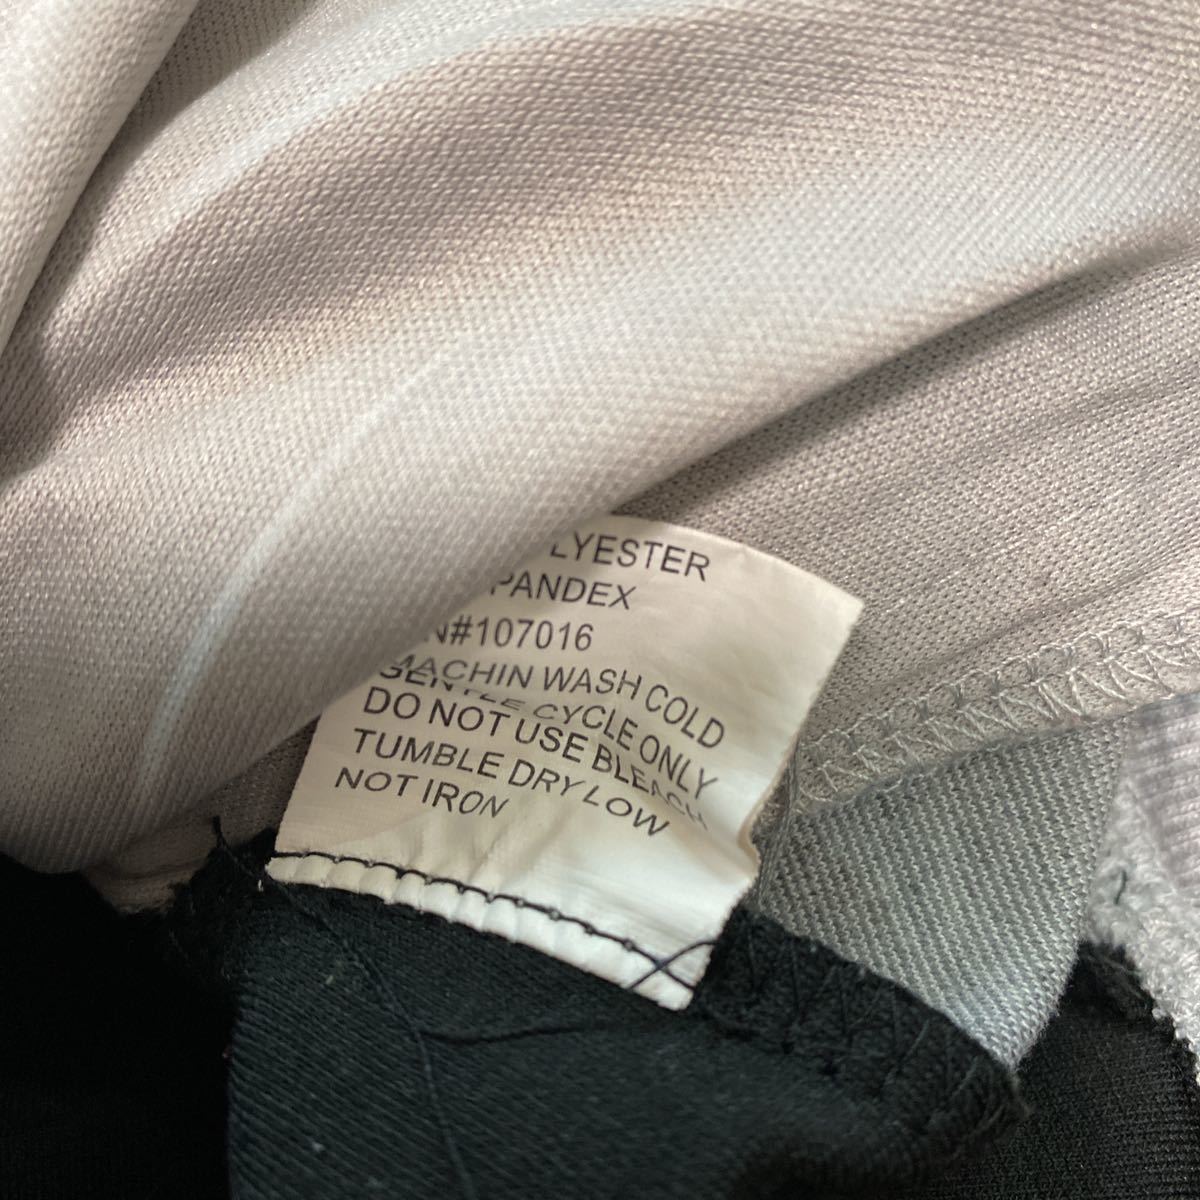 LYESTER
PANDEX
N#107016
MACHIN WASH COLD
GENTLE CYCLE ONLY
DO NOT USE BLEACH
TUMBLE DRY LOW
NOT IRON